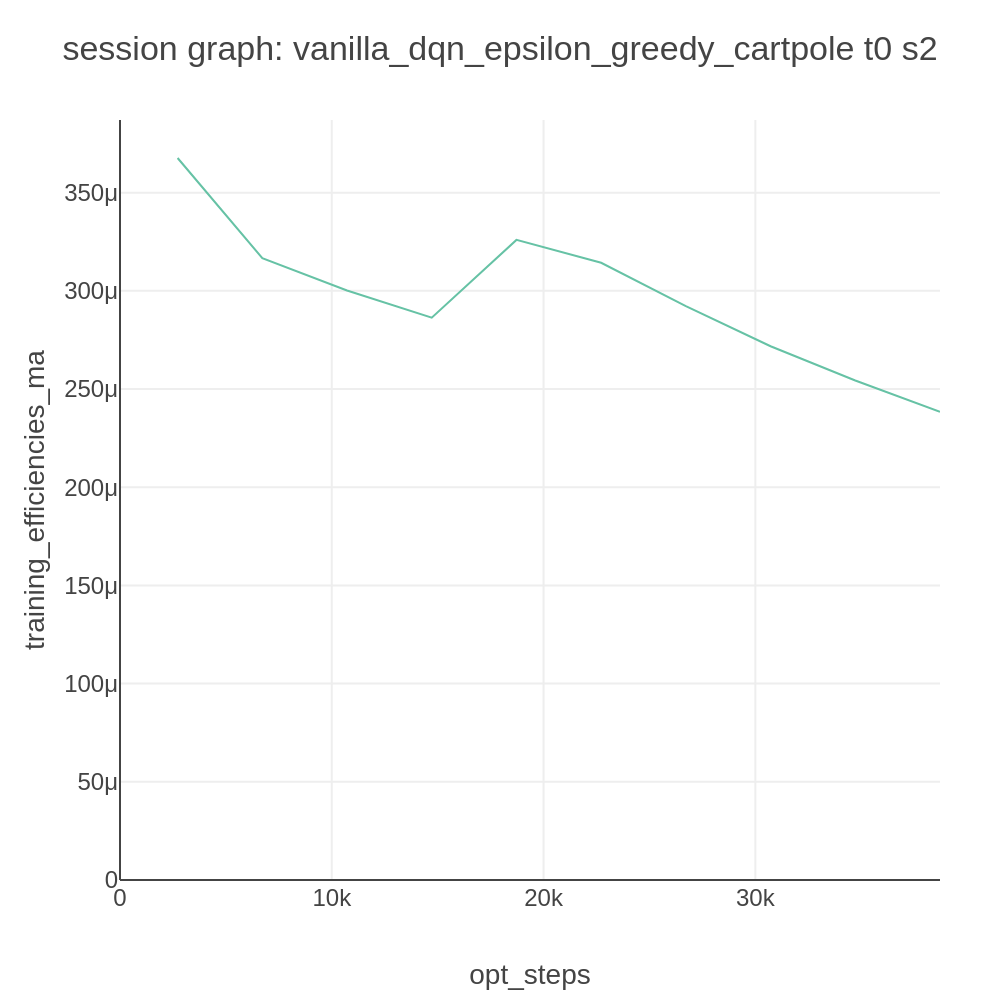 session graph: vanilla_dqn_epsilon_greedy_cartpole t0 s2
training_efficiencies_ma
350μ
300μ
250μ
200μ
150μ
100μ
50μ
0
0
10k
20k
30k
opt_steps